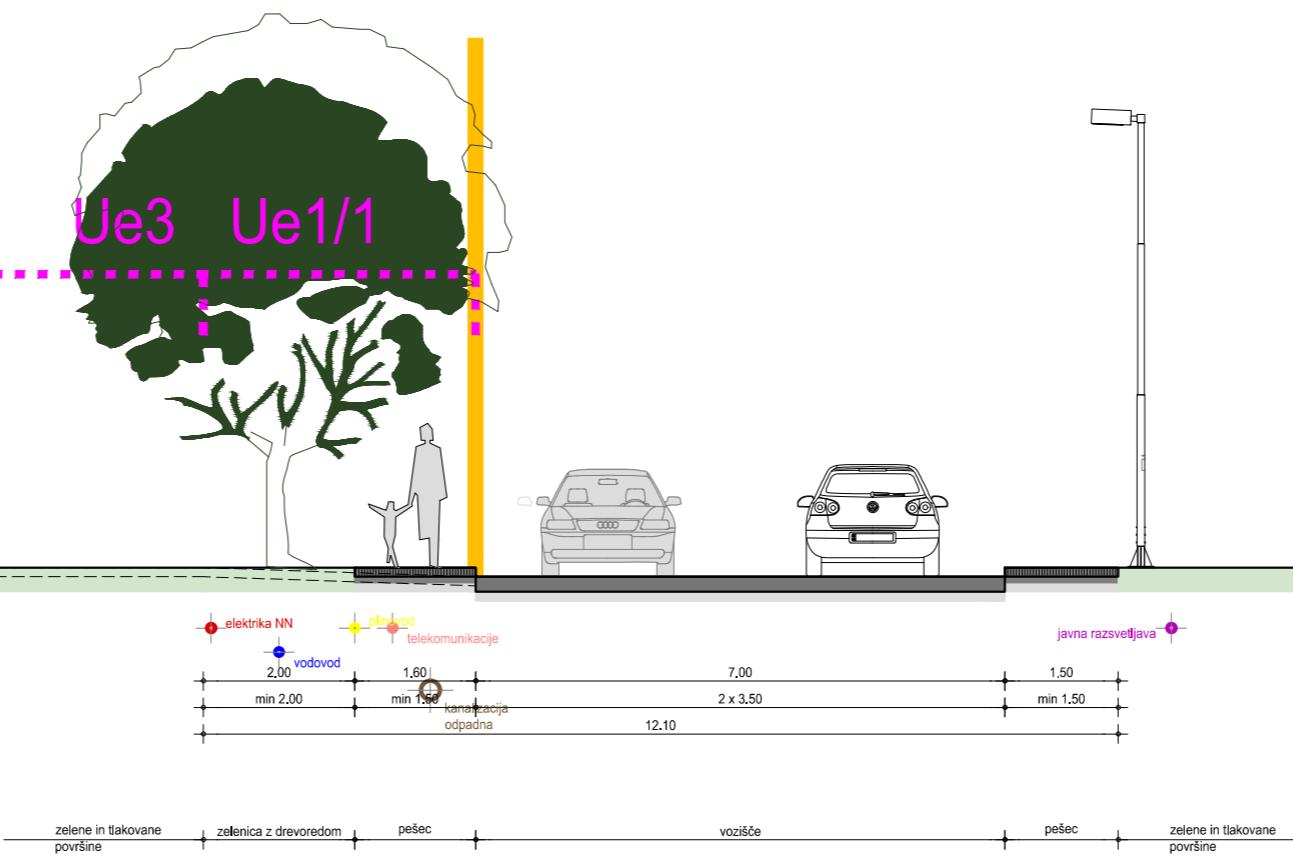 Ue3 Ue1/1
elektrika NN
plinovod
telekomunikacije
javna razsvetljava
vodovod
2.00 1.60 7.00 1.50
min 2.00 min 1.50 2 x 3.50 min 1.50
kanalizacija
odpadna
12.10
zelene in tlakovane
površine
zelenica z drevoredom
pešec
vozišče
pešec
zelene in tlakovane
površine